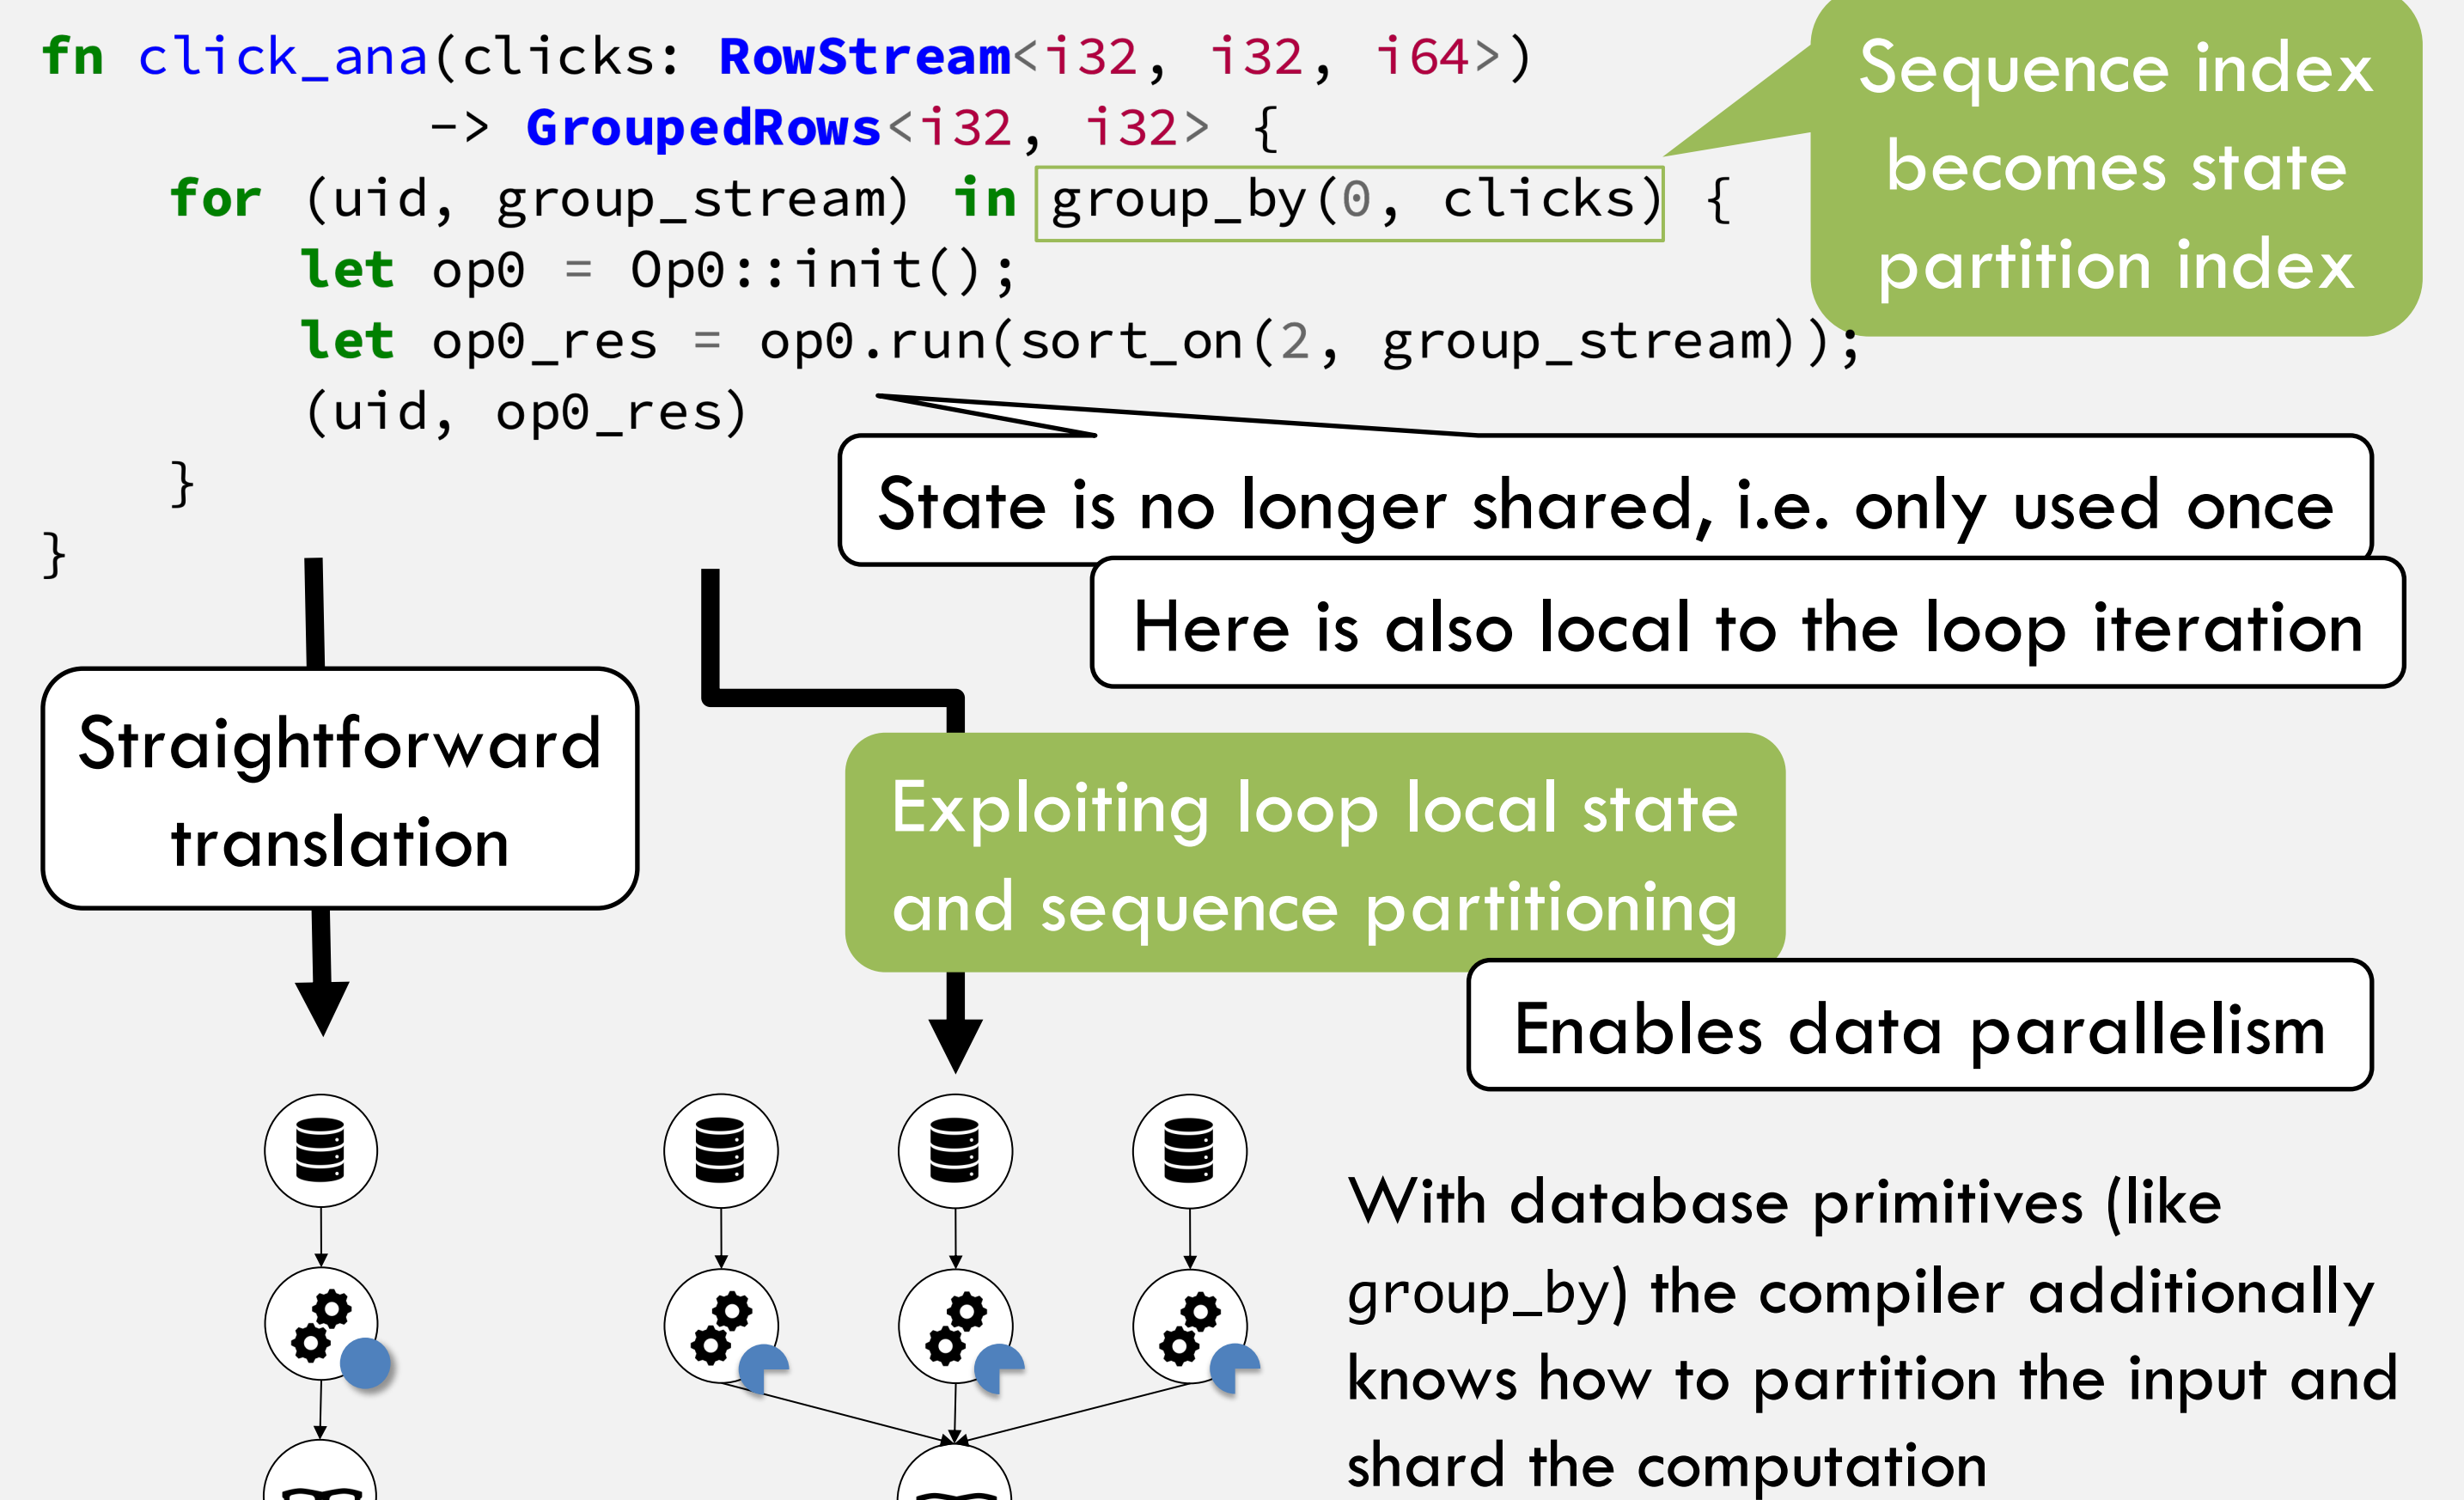 fn click_ana(clicks: RowStream<i32, i32, i64>)
-> GroupedRows<i32, i32> {
for (uid, group_stream) in group_by(0, clicks) {
let op0 = Op0::init();
let op0_res = op0.run(sort_on(2, group_stream));
(uid, op0_res)
}
}
Sequence index
becomes state
partition index
State is no longer shared, i.e. only used once
Here is also local to the loop iteration
Straightforward
translation
Exploiting loop local state
and sequence partitioning
Enables data parallelism
With database primitives (like
group_by) the compiler additionally
knows how to partition the input and
shard the computation